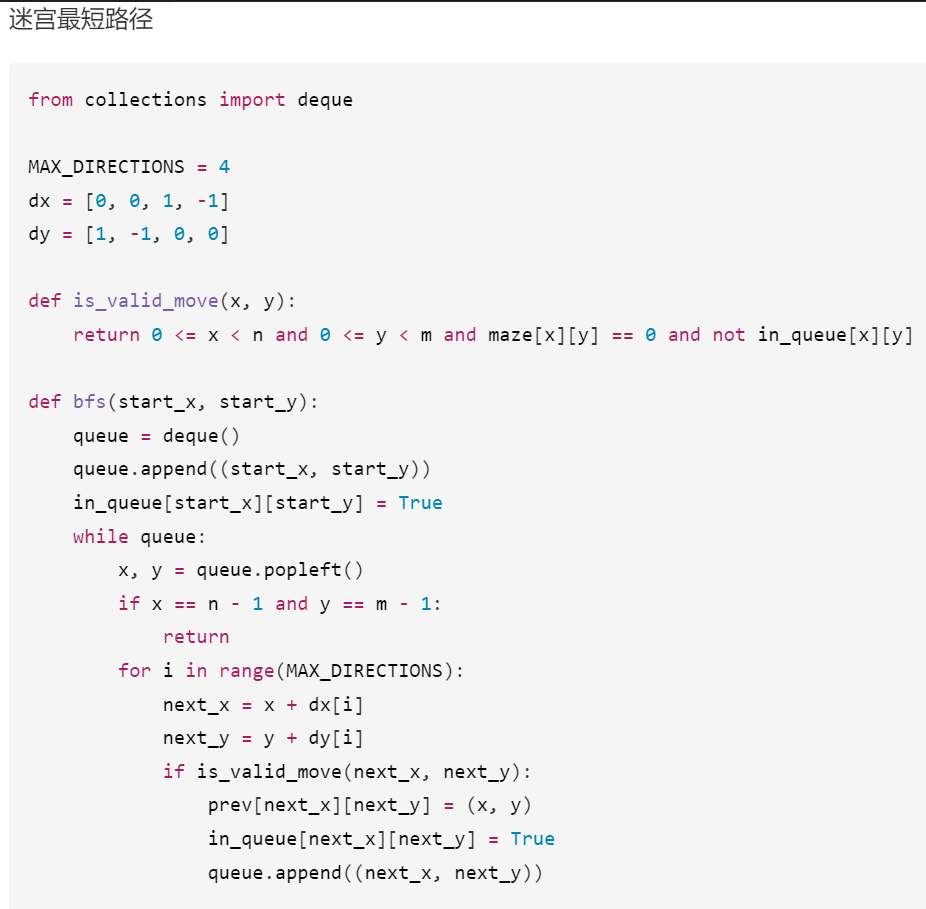 迷宫最短路径
from collections import deque
MAX_DIRECTIONS = 4
dx = [0, 0, 1, -1]
dy = [1, -1, 0, 0]
def is_valid_move(x, y):
    return 0 <= x < n and 0 <= y < m and maze[x][y] == 0 and not in_queue[x][y]
def bfs(start_x, start_y):
    queue = deque()
    queue.append((start_x, start_y))
    in_queue[start_x][start_y] = True
    while queue:
        x, y = queue.popleft()
        if x == n - 1 and y == m - 1:
            return
        for i in range(MAX_DIRECTIONS):
            next_x = x + dx[i]
            next_y = y + dy[i]
            if is_valid_move(next_x, next_y):
                prev[next_x][next_y] = (x, y)
                in_queue[next_x][next_y] = True
                queue.append((next_x, next_y))